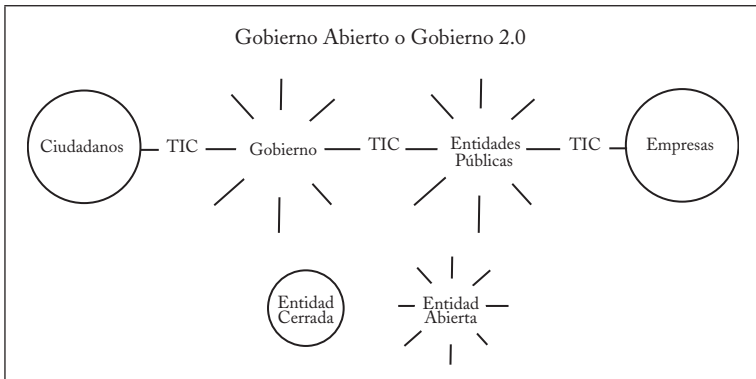 Gobierno Abierto o Gobierno 2.0
Ciudadanos
TIC
Gobierno
TIC
Entidades
Públicas
TIC
Empresas
Entidad
Cerrada
Entidad
Abierta